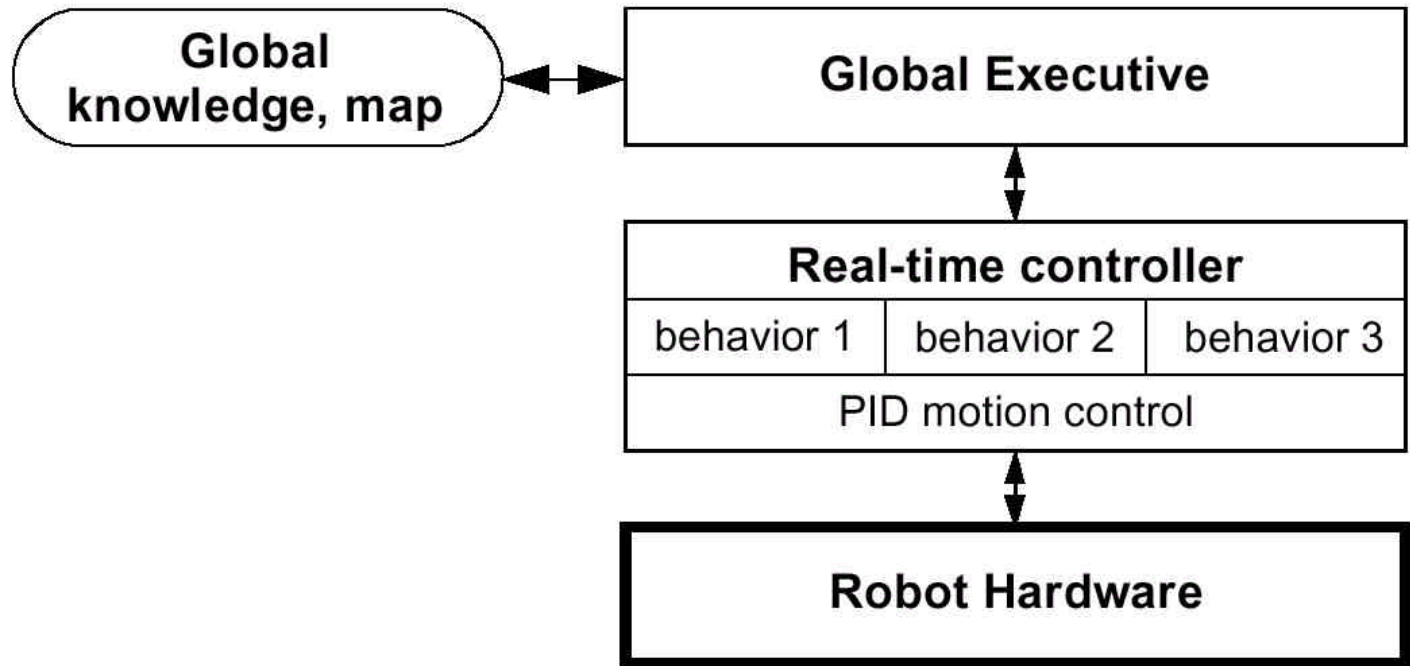 Global
knowledge, map
Global Executive
Real-time controller
behavior 1
behavior 2
behavior 3
PID motion control
Robot Hardware